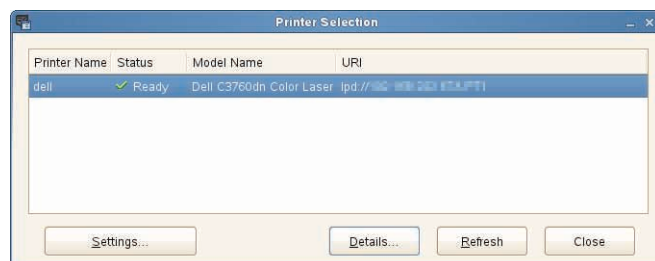 Printer Selection
Printer Name Status Model Name URI
dell Ready Dell C3760dn Color Laser lpd://
Settings... Details... Refresh Close